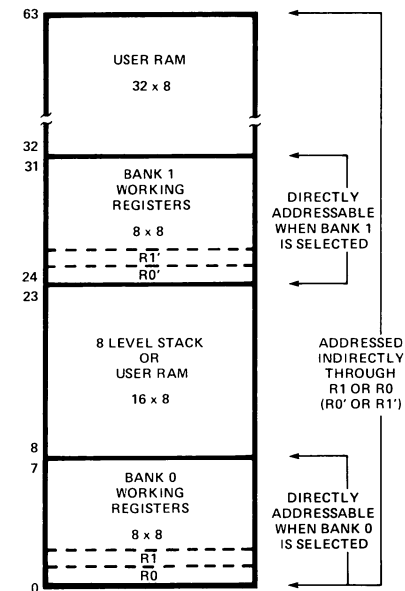 63
USER RAM
32 x 8
32
31
BANK 1
WORKING
REGISTERS
8 x 8
R1'
R0'
24
23
8 LEVEL STACK
OR
USER RAM
16 x 8
8
7
BANK 0
WORKING
REGISTERS
8 x 8
R1
R0
0
DIRECTLY
ADDRESSABLE
WHEN BANK 1
IS SELECTED
ADDRESSED
INDIRECTLY
THROUGH
R1 OR R0
(R0' OR R1')
DIRECTLY
ADDRESSABLE
WHEN BANK 0
IS SELECTED